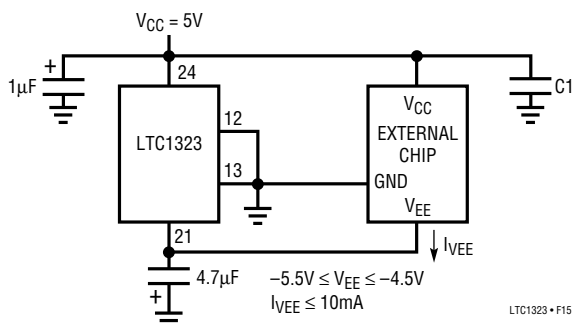 V_CC = 5V
+
1µF
24
C1
LTC1323
12
13
21
V_CC
EXTERNAL
CHIP
GND
V_EE
I_VEE
4.7µF
+
–5.5V ≤ V_EE ≤ –4.5V
I_VEE ≤ 10mA
LTC1323 • F15